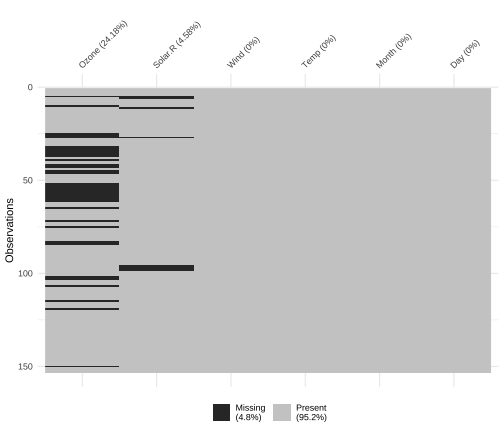 Ozone (24.18%)
Solar.R (4.58%)
Wind (0%)
Temp (0%)
Month (0%)
Day (0%)
0
50
100
150
Observations
Missing
(4.8%)
Present
(95.2%)